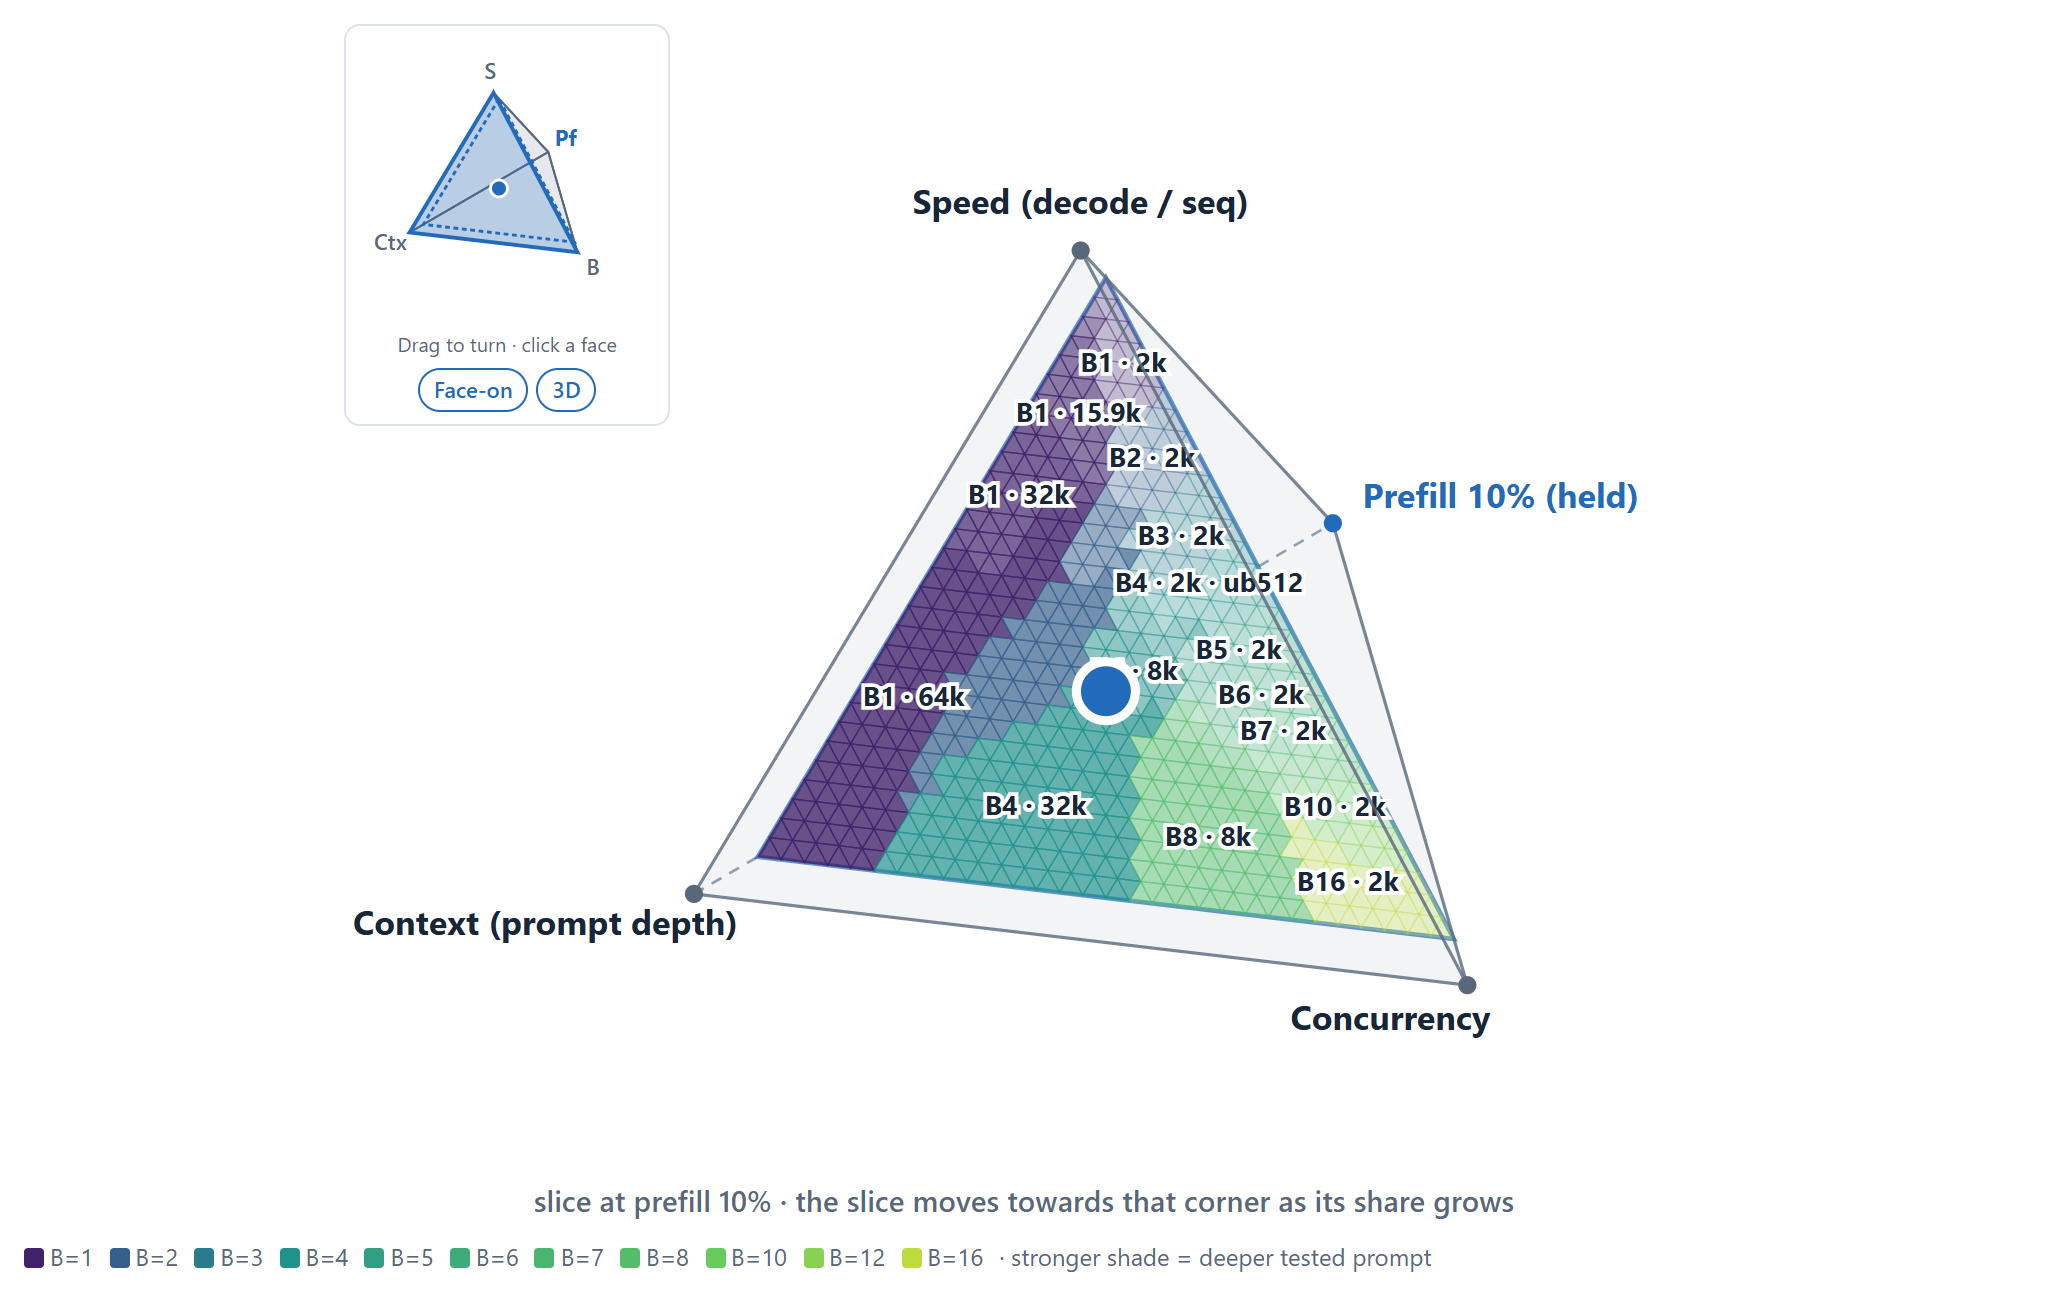 S
Pf
Ctx
B
Drag to turn · click a face
Face-on
3D
Speed (decode / seq)
Prefill 10% (held)
B1 · 2k
B1 · 15.9k
B2 · 2k
B1 · 32k
B3 · 2k
B4 · 2k · ub512
B5 · 2k
· 8k
B1 · 64k
B6 · 2k
B7 · 2k
B4 · 32k
B10 · 2k
B8 · 8k
B16 · 2k
Context (prompt depth)
Concurrency
slice at prefill 10% · the slice moves towards that corner as its share grows
B=1 B=2 B=3 B=4 B=5 B=6 B=7 B=8 B=10 B=12 B=16 · stronger shade = deeper tested prompt